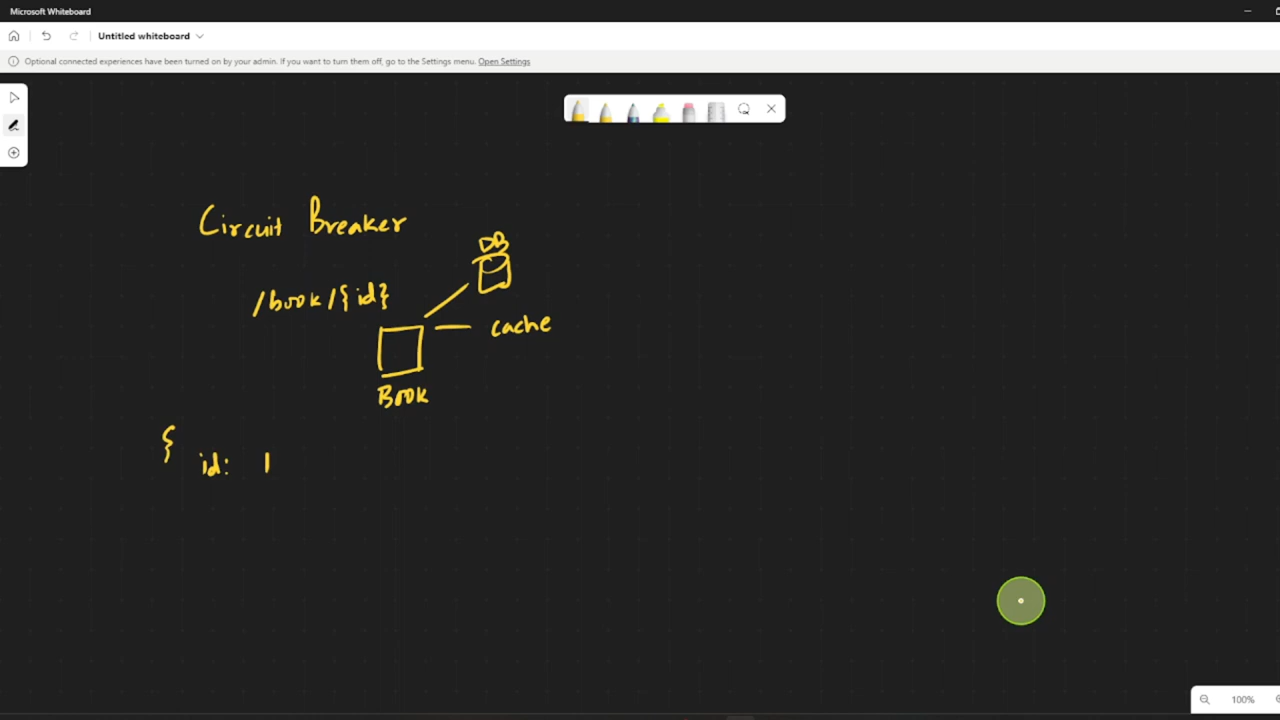 Microsoft Whiteboard
Untitled whiteboard
Optional connected experiences have been turned on by your admin. If you want to turn them off, go to the Settings menu. Open Settings
Circuit Breaker
DB
/book/{id}
cache
Book
{
id: 1
100%